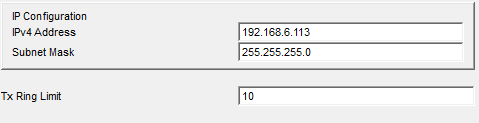 IP Configuration
IPv4 Address 192.168.6.113
Subnet Mask 255.255.255.0
Tx Ring Limit 10